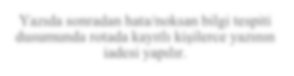 Yazıda sonradan hata/noksan bilgi tespiti
durumunda rotada kayıtlı kişilerce yazının
iadesi yapılır.